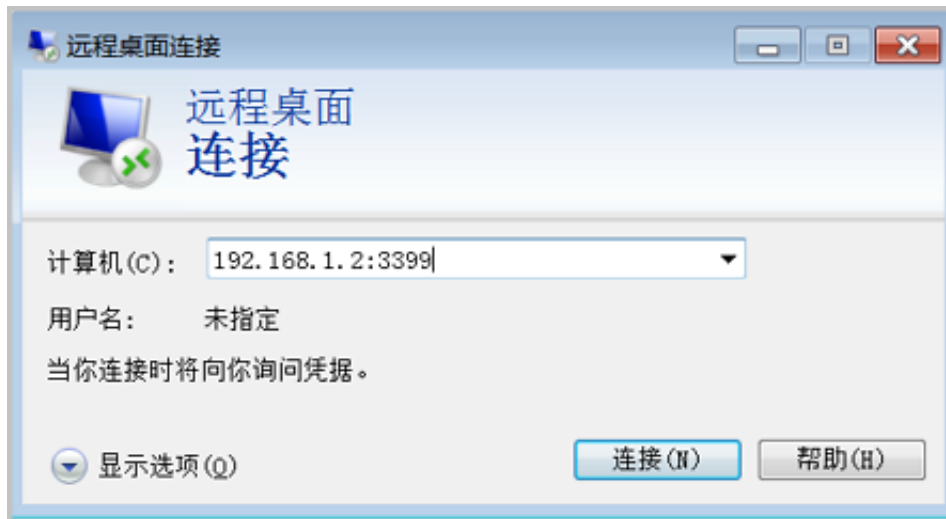 远程桌面连接
远程桌面
连接
计算机(C): 192.168.1.2:3399
用户名: 未指定
当你连接时将向你询问凭据。
显示选项(O) 连接(N) 帮助(H)